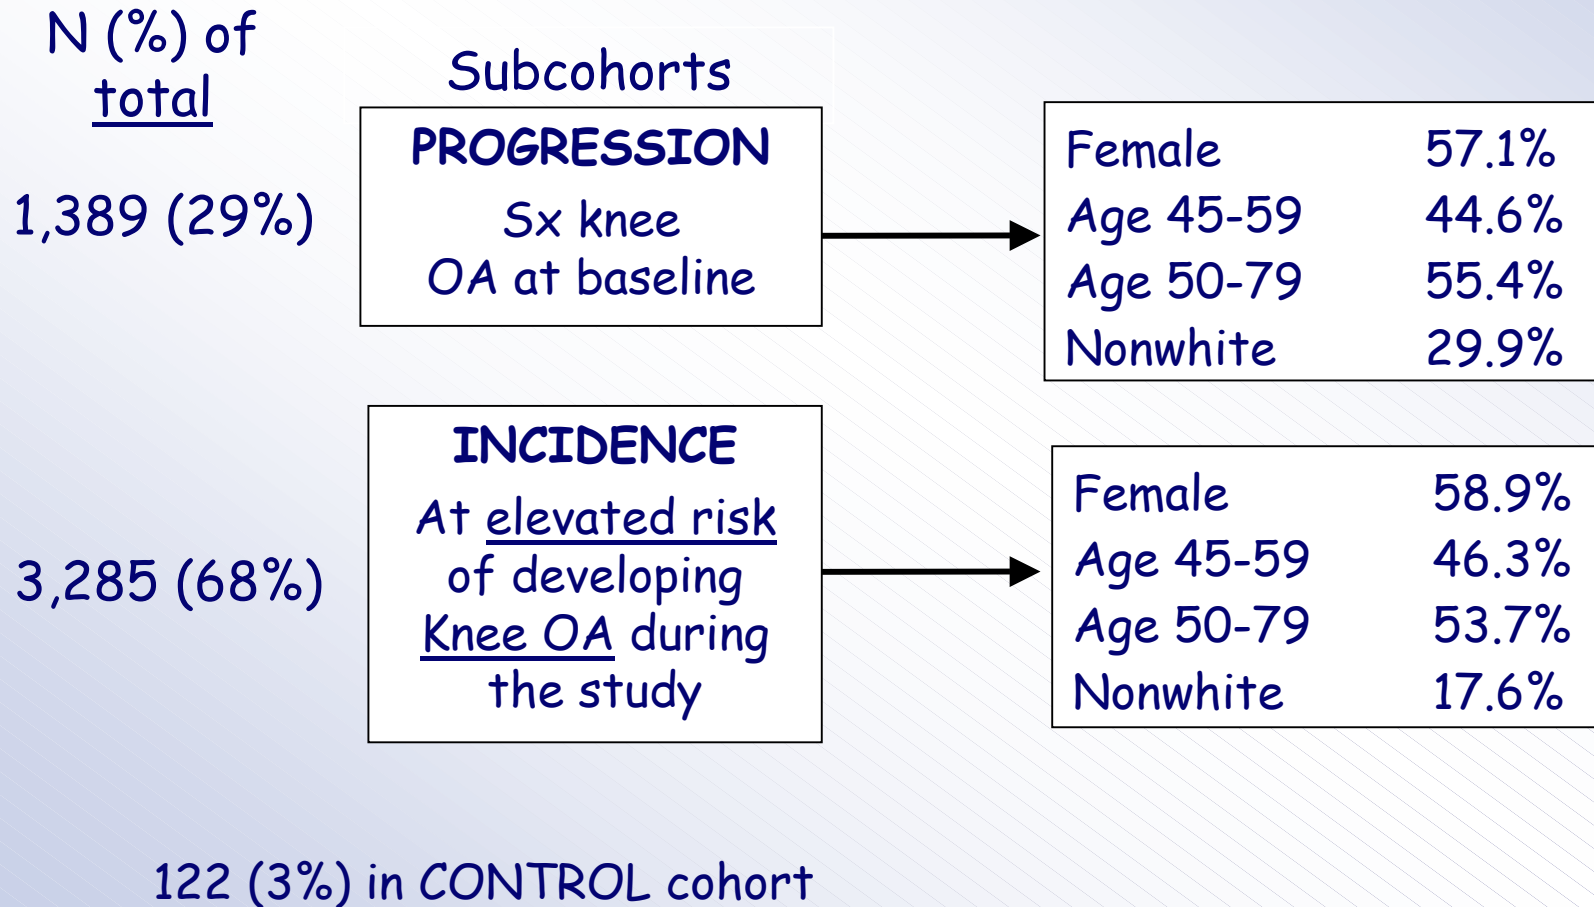 N (%) of
total
Subcohorts
1,389 (29%)
PROGRESSION
Sx knee
OA at baseline
Female 57.1%
Age 45-59 44.6%
Age 50-79 55.4%
Nonwhite 29.9%
3,285 (68%)
INCIDENCE
At elevated risk
of developing
Knee OA during
the study
Female 58.9%
Age 45-59 46.3%
Age 50-79 53.7%
Nonwhite 17.6%
122 (3%) in CONTROL cohort